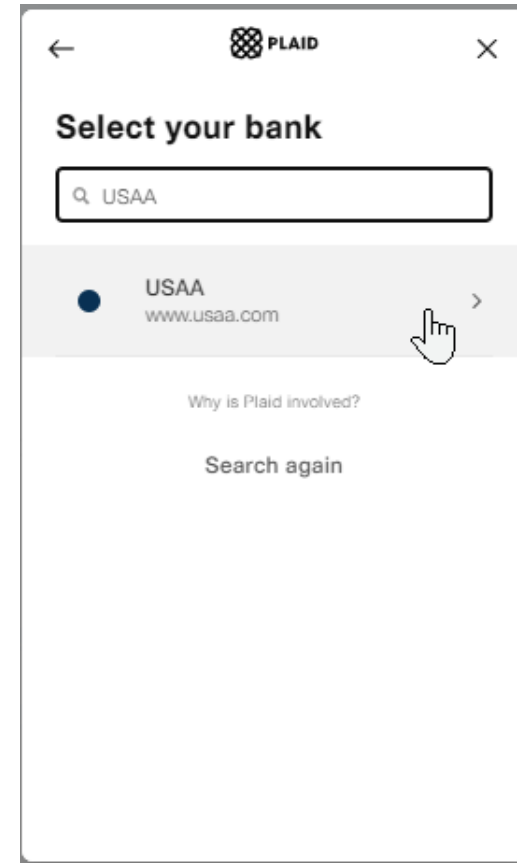 PLAID
Select your bank
USAA
USAA
www.usaa.com
Why is Plaid involved?
Search again